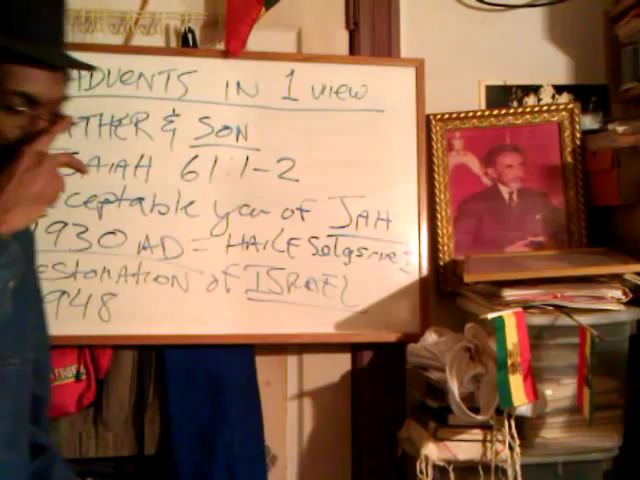 ADVENTS IN 1 VIEW
ATHER & SON
SAIAH 61:1-2
ceptable year of JAH
1930 AD = HAILE Selassie =
estoration of ISRAEL
948